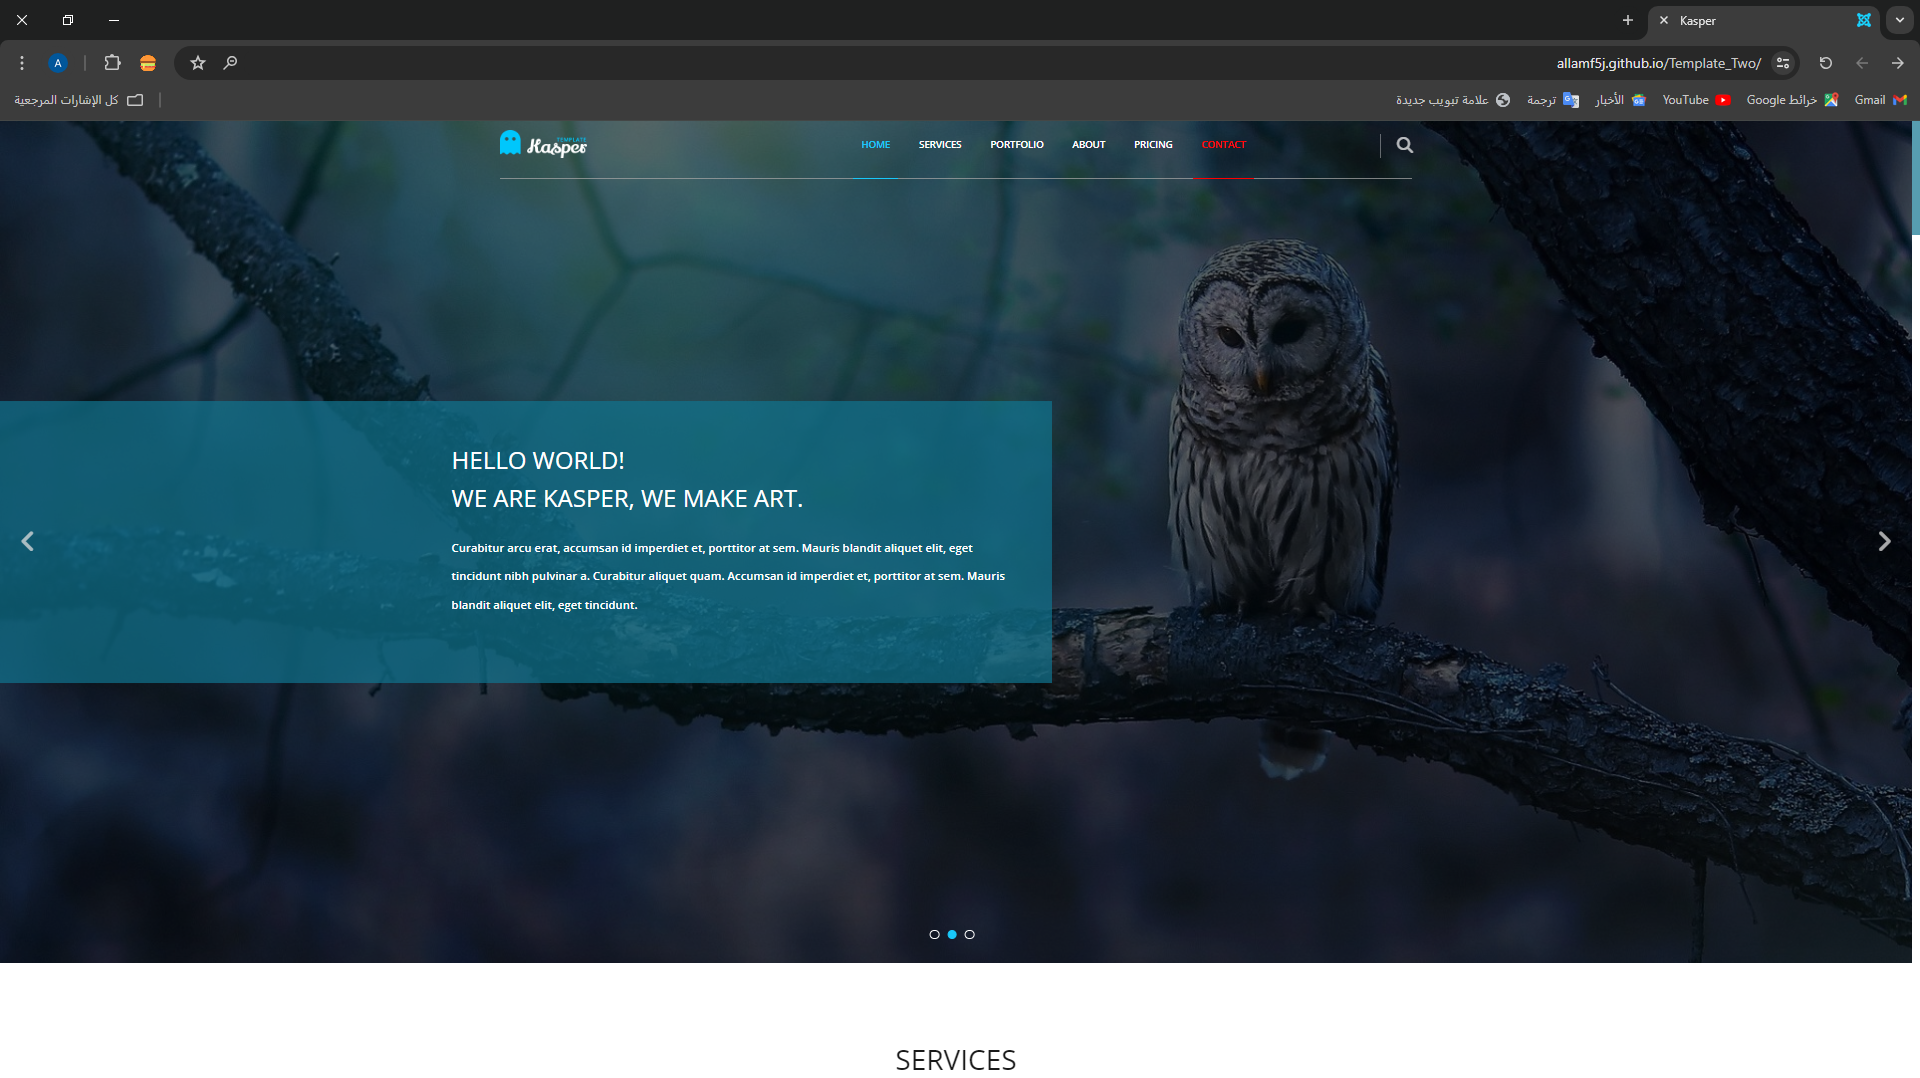 Kasper
A
allamf5j.github.io/Template_Two/
كل الإشارات المرجعية
علامة تبويب جديدة
ترجمة
الأخبار
YouTube
خرائط Google
Gmail
TEMPLATE
Kasper
HOME
SERVICES
PORTFOLIO
ABOUT
PRICING
CONTACT
HELLO WORLD!
WE ARE KASPER, WE MAKE ART.
Curabitur arcu erat, accumsan id imperdiet et, porttitor at sem. Mauris blandit aliquet elit, eget
tincidunt nibh pulvinar a. Curabitur aliquet quam. Accumsan id imperdiet et, porttitor at sem. Mauris
blandit aliquet elit, eget tincidunt.
SERVICES